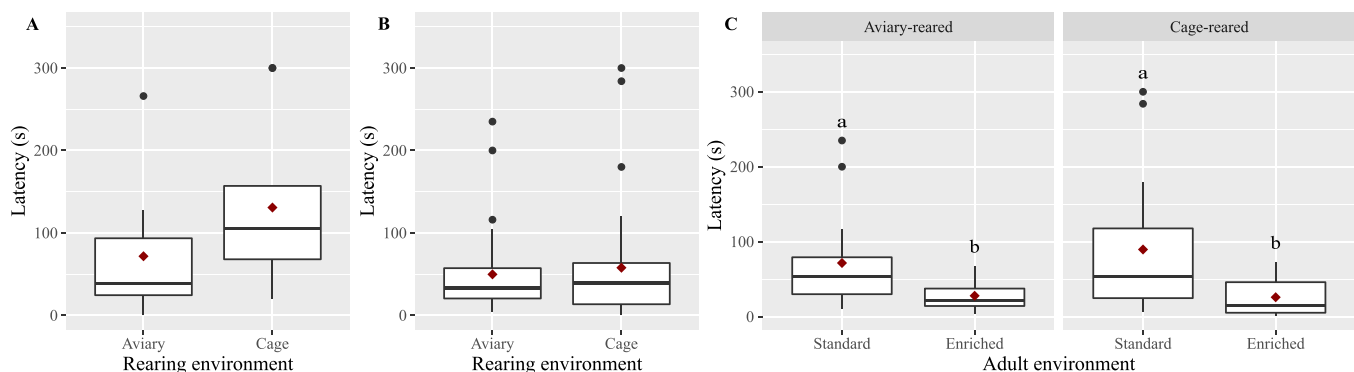 A
Latency (s)
300
200
100
0
Aviary
Cage
Rearing environment
B
Latency (s)
300
200
100
0
Aviary
Cage
Rearing environment
C
Aviary-reared
Cage-reared
Latency (s)
300
200
100
0
a
b
a
b
Standard
Enriched
Standard
Enriched
Adult environment